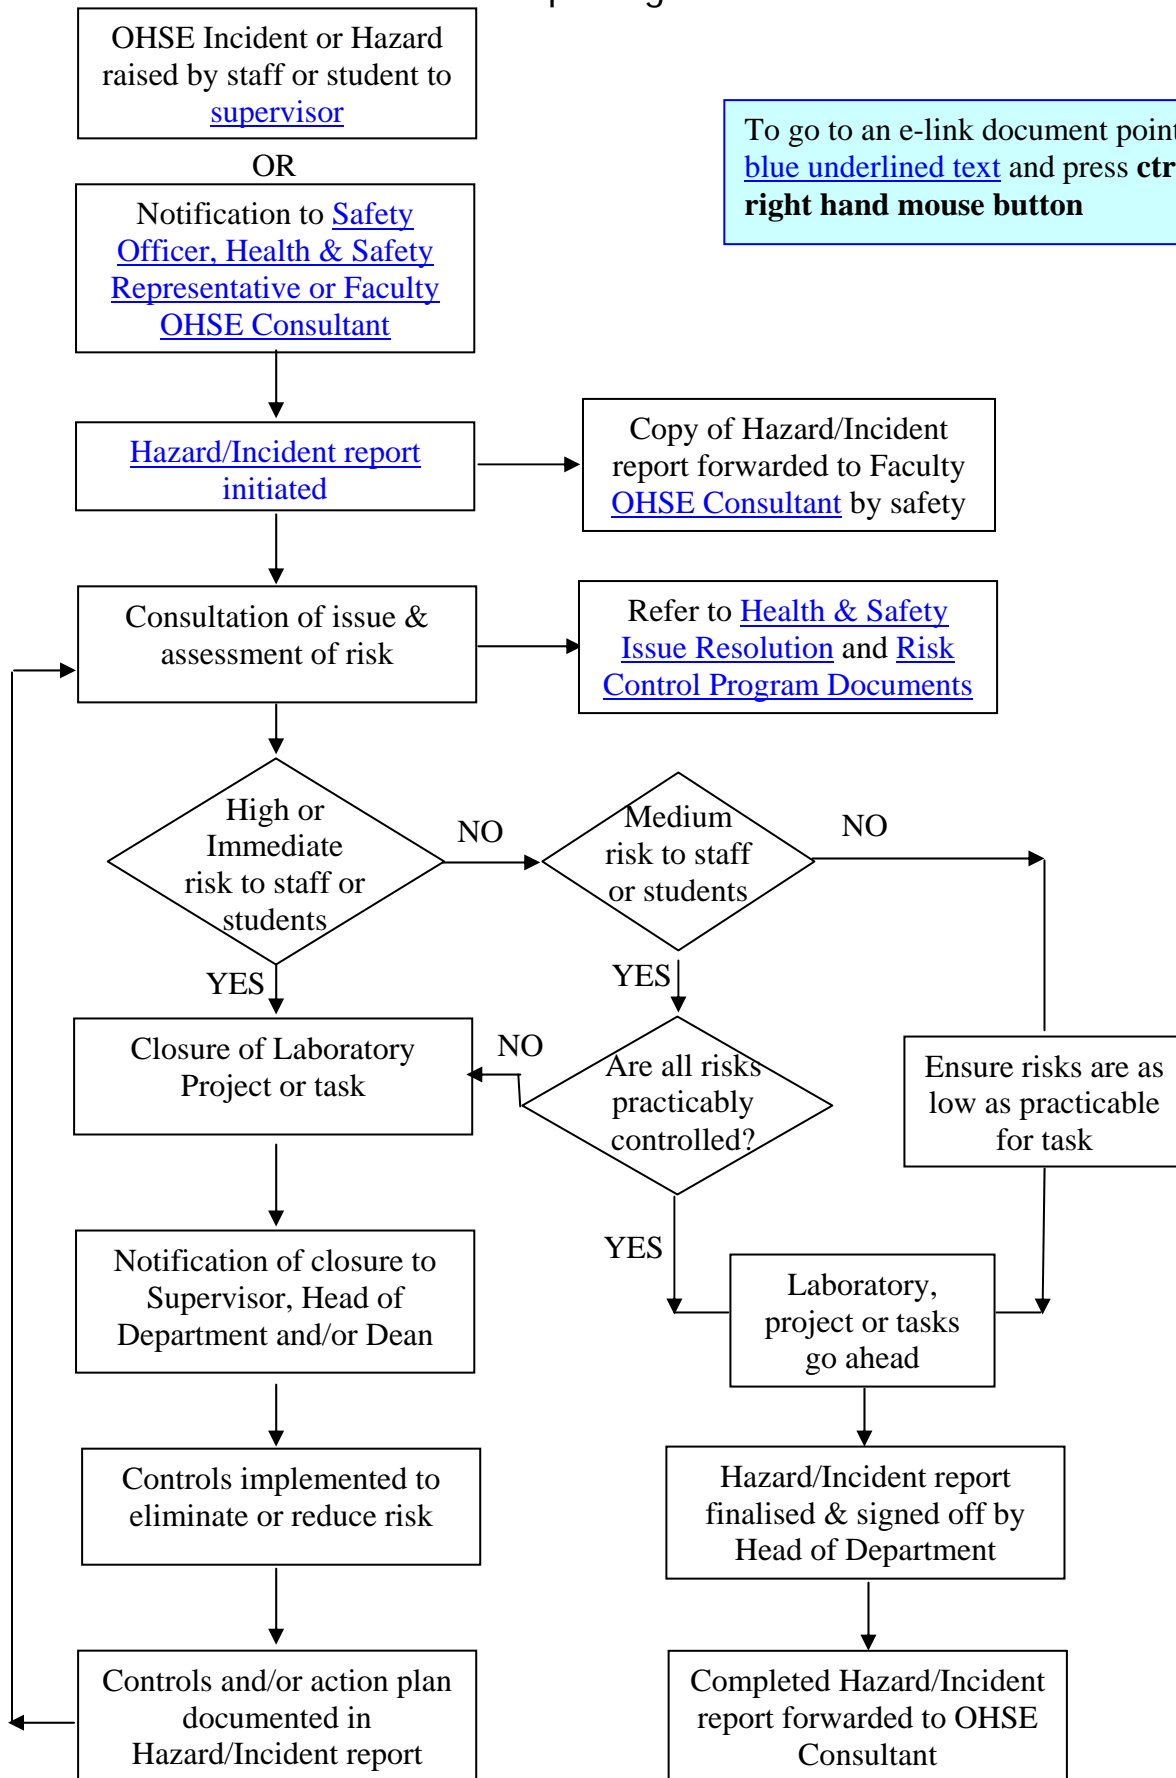 OHSE Incident or Hazard
raised by staff or student to
supervisor
OR
Notification to Safety
Officer, Health & Safety
Representative or Faculty
OHSE Consultant
To go to an e-link document point
blue underlined text and press
right hand mouse button
Hazard/Incident report
initiated
Copy of Hazard/Incident
report forwarded to Faculty
OHSE Consultant by safety
Consultation of issue &
assessment of risk
Refer to Health & Safety
Issue Resolution and Risk
Control Program Documents
High or
Immediate
risk to staff or
students
NO
Medium
risk to staff
or students
NO
YES
YES
Closure of Laboratory
Project or task
NO
Are all risks
practicably
controlled?
Ensure risks are as
low as practicable
for task
YES
Notification of closure to
Supervisor, Head of
Department and/or Dean
Laboratory,
project or tasks
go ahead
Controls implemented to
eliminate or reduce risk
Hazard/Incident report
finalised & signed off by
Head of Department
Controls and/or action plan
documented in
Hazard/Incident report
Completed Hazard/Incident
report forwarded to OHSE
Consultant